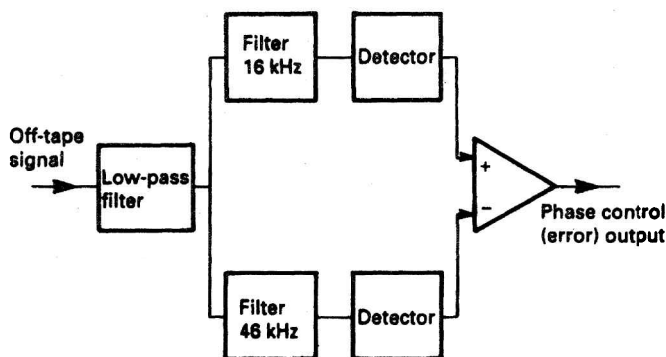 Filter
16 kHz
Detector
Off-tape
signal
Low-pass
filter
+
−
Phase control
(error) output
Filter
46 kHz
Detector